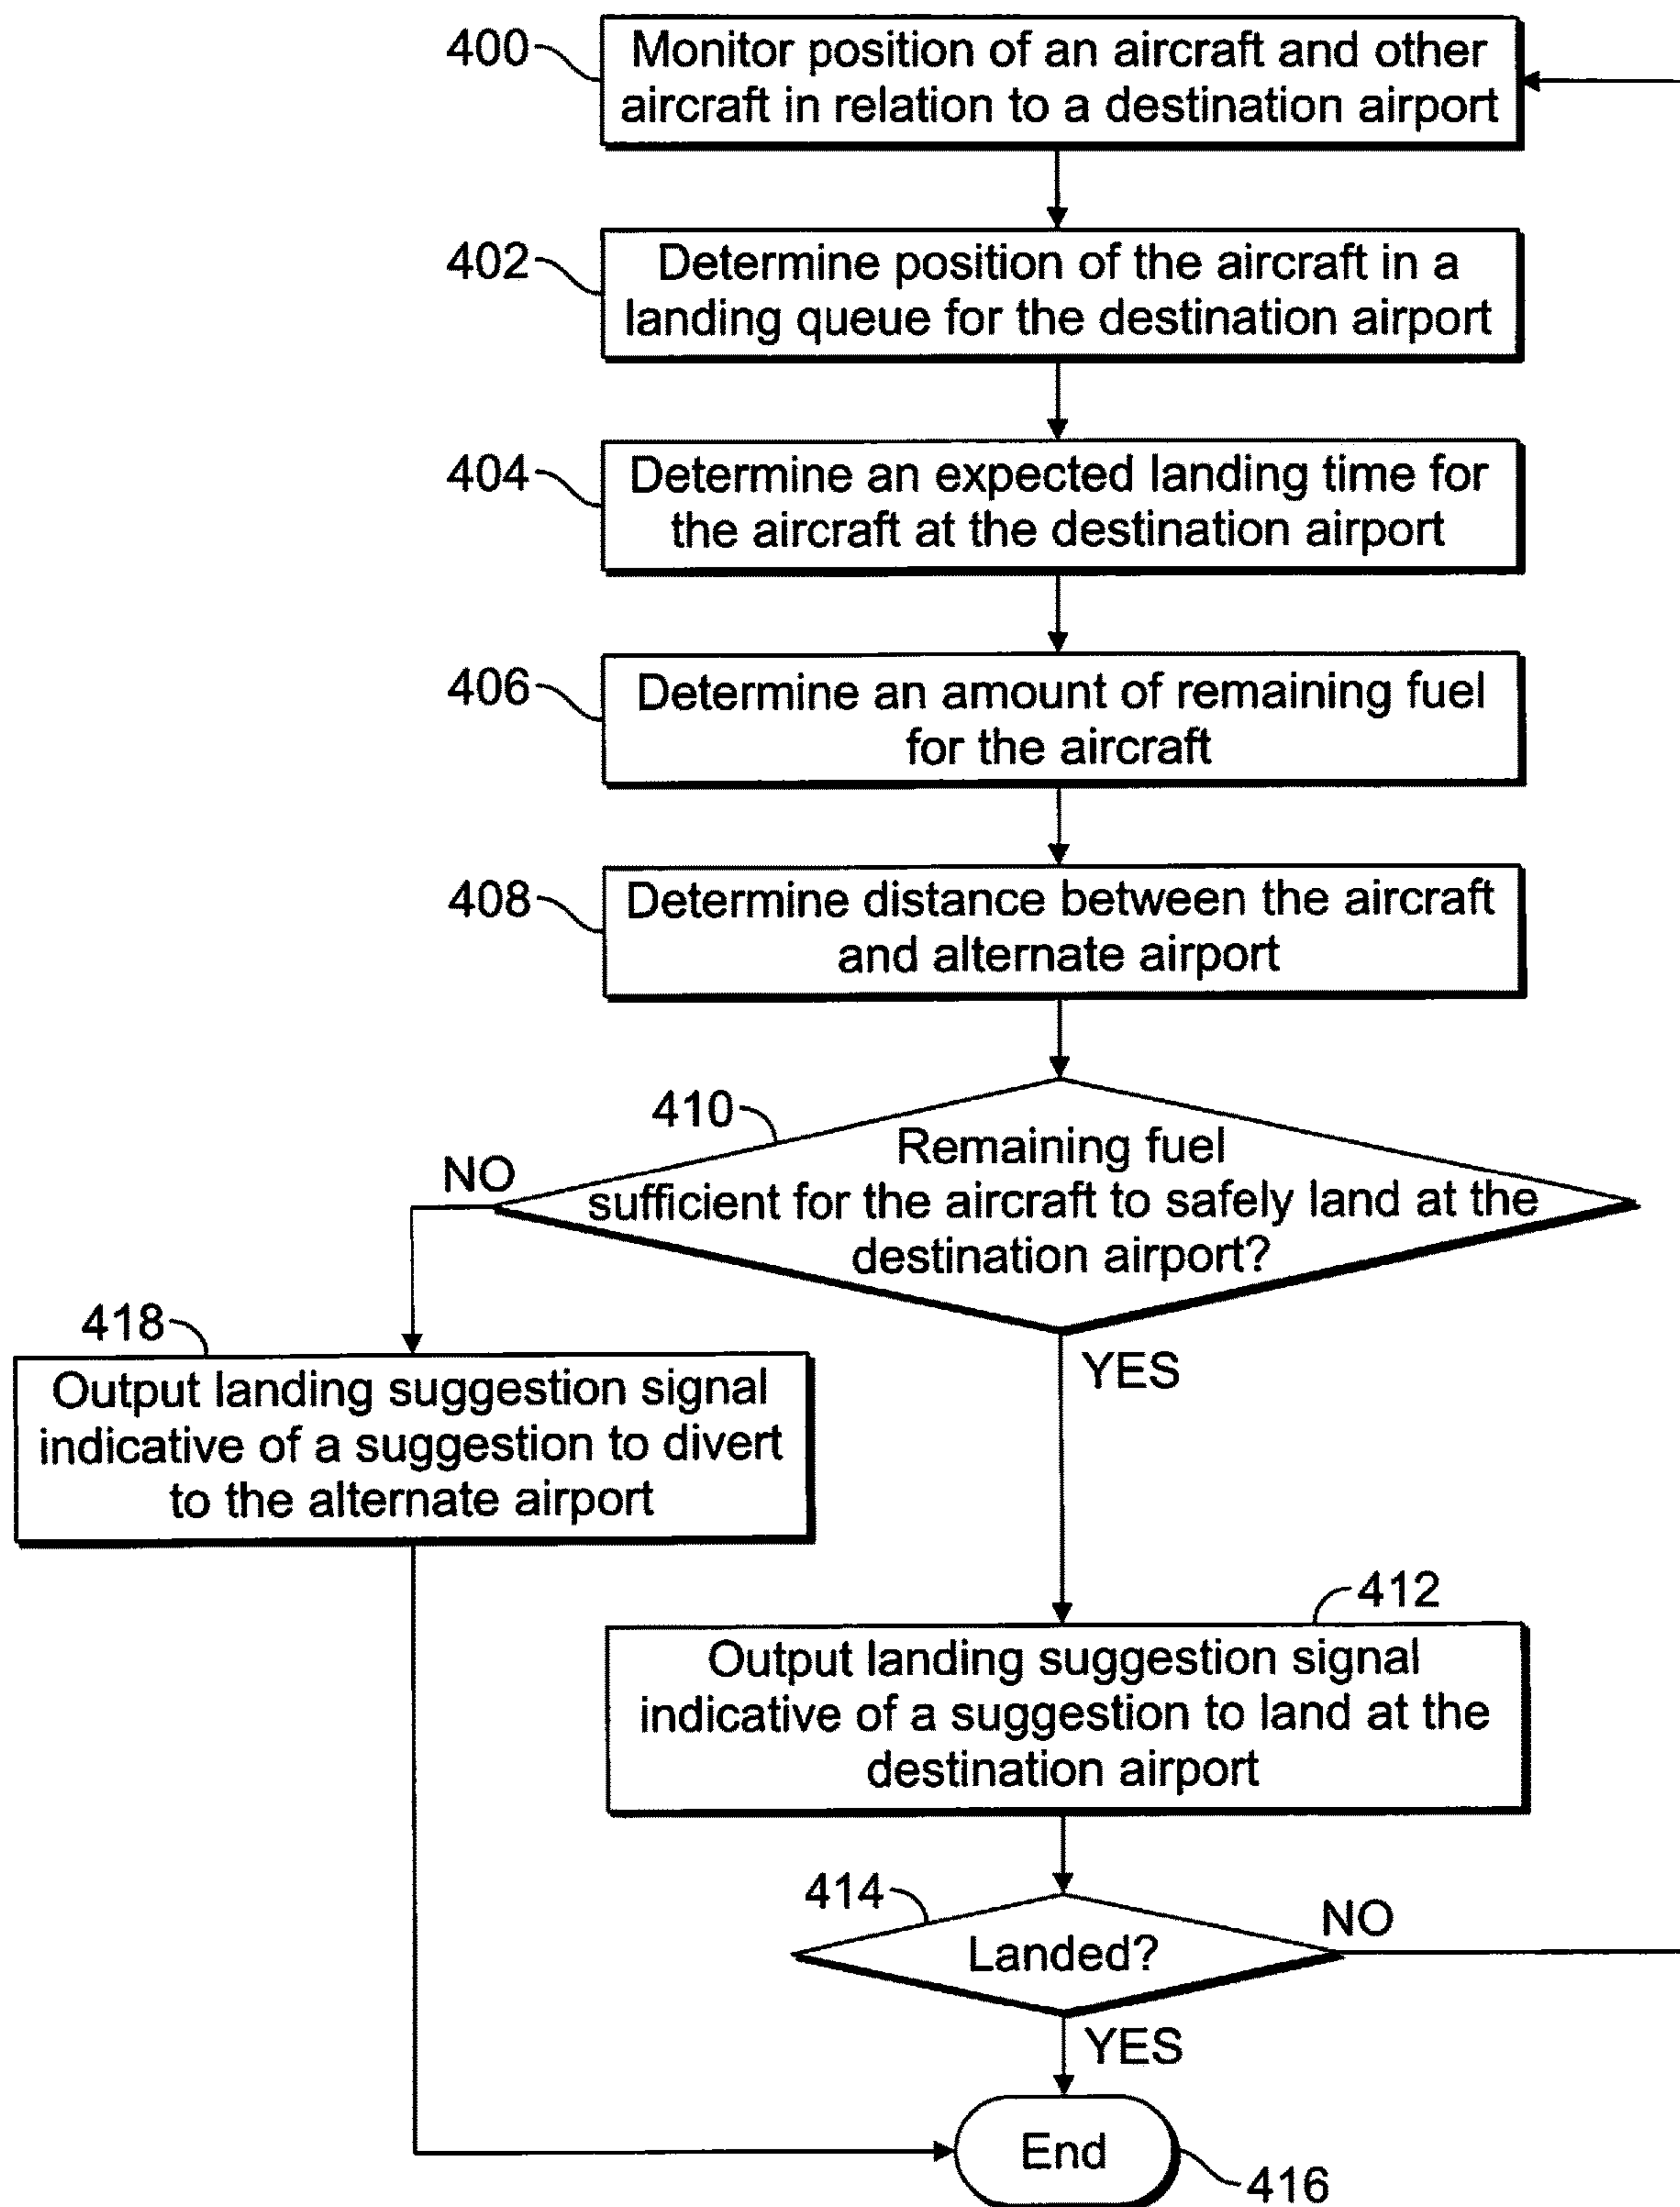 400
Monitor position of an aircraft and other
aircraft in relation to a destination airport
402
Determine position of the aircraft in a
landing queue for the destination airport
404
Determine an expected landing time for
the aircraft at the destination airport
406
Determine an amount of remaining fuel
for the aircraft
408
Determine distance between the aircraft
and alternate airport
410
Remaining fuel
sufficient for the aircraft to safely land at the
destination airport?
NO
YES
418
Output landing suggestion signal
indicative of a suggestion to divert
to the alternate airport
412
Output landing suggestion signal
indicative of a suggestion to land at the
destination airport
414
Landed?
NO
YES
End
416